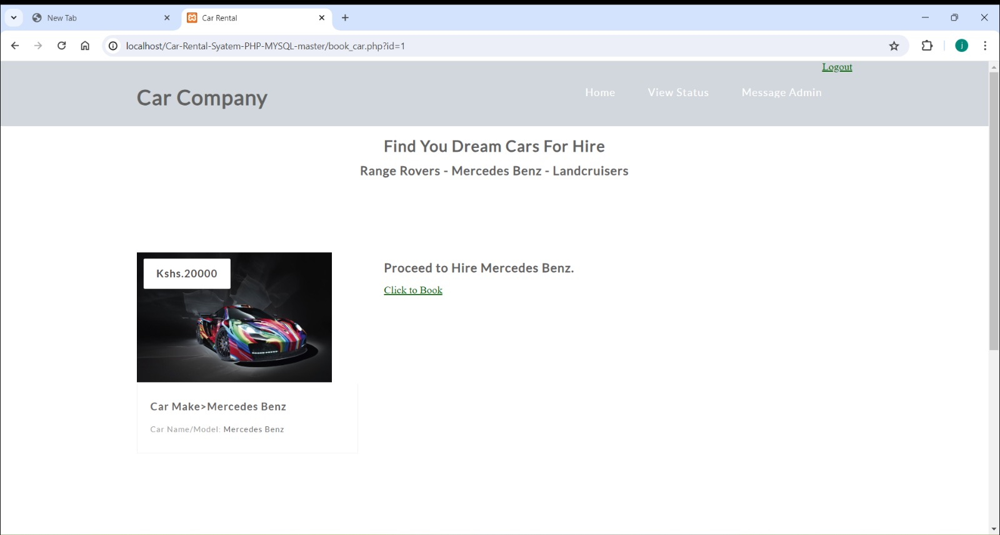 New Tab
Car Rental
localhost/Car-Rental-Syatem-PHP-MYSQL-master/book_car.php?id=1
j
Logout
Car Company
Home
View Status
Message Admin
Find You Dream Cars For Hire
Range Rovers - Mercedes Benz - Landcruisers
Kshs.20000
Proceed to Hire Mercedes Benz.
Click to Book
Car Make>Mercedes Benz
Car Name/Model: Mercedes Benz